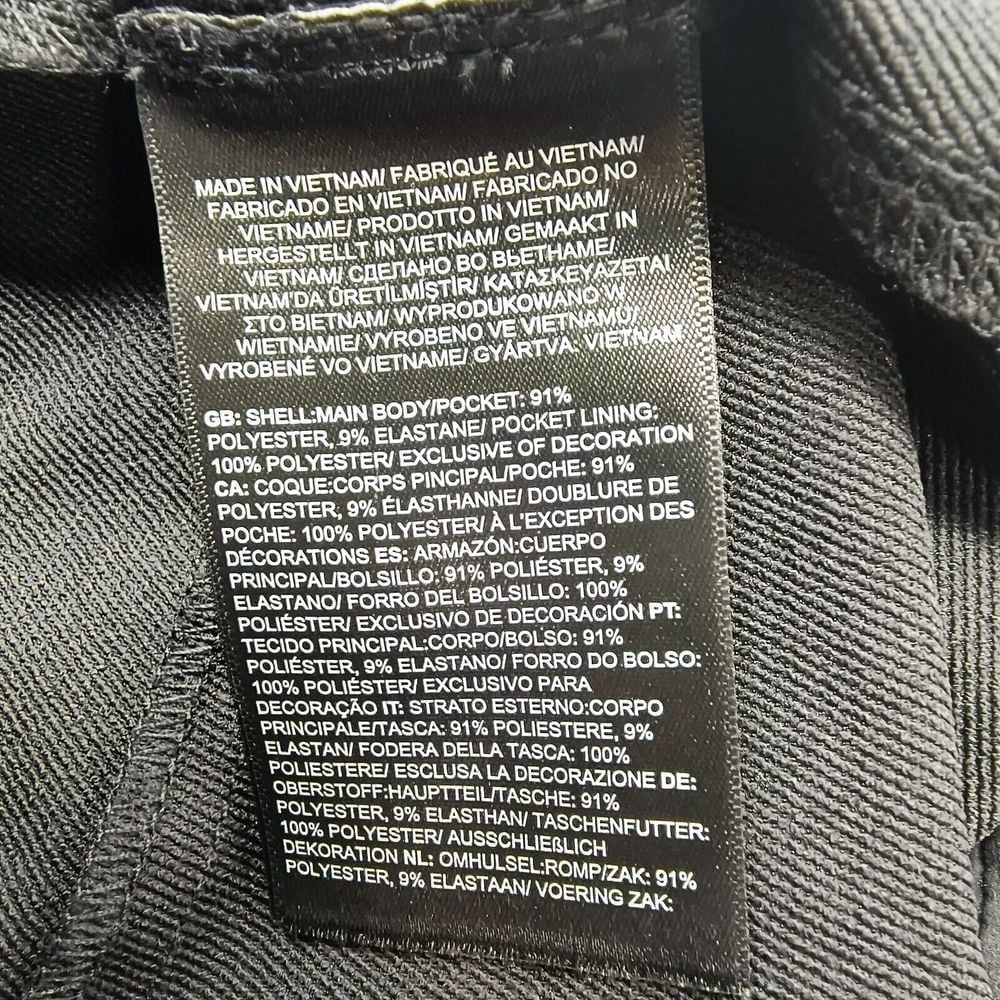 MADE IN VIETNAM/ FABRIQUÉ AU VIETNAM/
FABRICADO EN VIETNAM/ FABRICADO NO
VIETNAME/ PRODOTTO IN VIETNAM/
HERGESTELLT IN VIETNAM/ GEMAAKT IN
VIETNAM/ СДЕЛАНО ВО ВЬЕТНАМЕ/
VIETNAM'DA ÜRETİLMİŞTİR/ ΚΑΤΑΣΚΕΥΑΖΕΤΑΙ
ΣΤΟ ΒΙΕΤΝΑΜ/ WYPRODUKOWANO W
WIETNAMIE/ VYROBENO VE VIETNAMU/
VYROBENÉ VO VIETNAME/ GYÁRTVA: VIETNAM
GB: SHELL:MAIN BODY/POCKET: 91%
POLYESTER, 9% ELASTANE/ POCKET LINING:
100% POLYESTER/ EXCLUSIVE OF DECORATION
CA: COQUE:CORPS PINCIPAL/POCHE: 91%
POLYESTER, 9% ÉLASTHANNE/ DOUBLURE DE
POCHE: 100% POLYESTER/ À L'EXCEPTION DES
DÉCORATIONS ES: ARMAZÓN:CUERPO
PRINCIPAL/BOLSILLO: 91% POLIÉSTER, 9%
ELASTANO/ FORRO DEL BOLSILLO: 100%
POLIÉSTER/ EXCLUSIVO DE DECORACIÓN PT:
TECIDO PRINCIPAL:CORPO/BOLSO: 91%
POLIÉSTER, 9% ELASTANO/ FORRO DO BOLSO:
100% POLIÉSTER/ EXCLUSIVO PARA
DECORAÇÃO IT: STRATO ESTERNO:CORPO
PRINCIPALE/TASCA: 91% POLIESTERE, 9%
ELASTAN/ FODERA DELLA TASCA: 100%
POLIESTERE/ ESCLUSA LA DECORAZIONE DE:
OBERSTOFF:HAUPTTEIL/TASCHE: 91%
POLYESTER, 9% ELASTHAN/ TASCHENFUTTER:
100% POLYESTER/ AUSSCHLIEßLICH
DEKORATION NL: OMHULSEL:ROMP/ZAK: 91%
POLYESTER, 9% ELASTAAN/ VOERING ZAK: